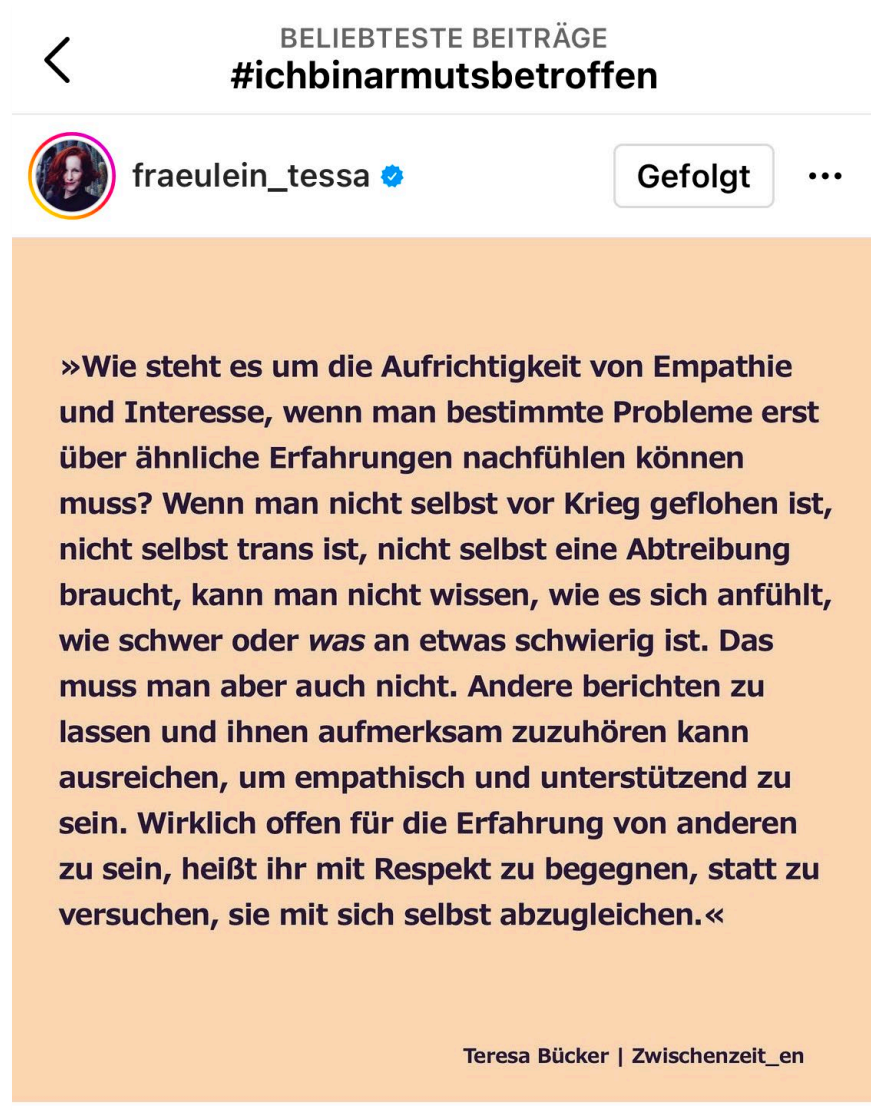 BELIEBTESTE BEITRÄGE
#ichbinarmutsbetroffen
fraeulein_tessa
Gefolgt
»Wie steht es um die Aufrichtigkeit von Empathie
und Interesse, wenn man bestimmte Probleme erst
über ähnliche Erfahrungen nachfühlen können
muss? Wenn man nicht selbst vor Krieg geflohen ist,
nicht selbst trans ist, nicht selbst eine Abtreibung
braucht, kann man nicht wissen, wie es sich anfühlt,
wie schwer oder was an etwas schwierig ist. Das
muss man aber auch nicht. Andere berichten zu
lassen und ihnen aufmerksam zuzuhören kann
ausreichen, um empathisch und unterstützend zu
sein. Wirklich offen für die Erfahrung von anderen
zu sein, heißt ihr mit Respekt zu begegnen, statt zu
versuchen, sie mit sich selbst abzugleichen.«
Teresa Bücker | Zwischenzeit_en